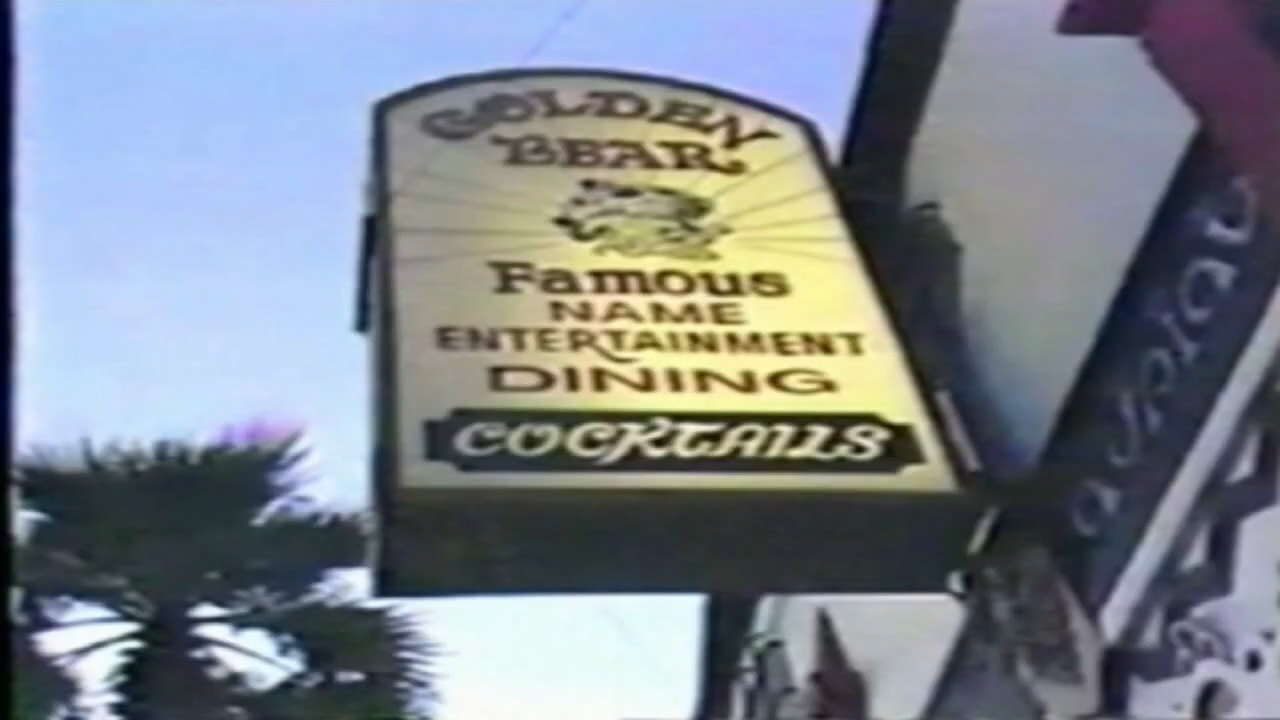 GOLDEN
BEAR
Famous
NAME
ENTERTAINMENT
DINING
COCKTAILS